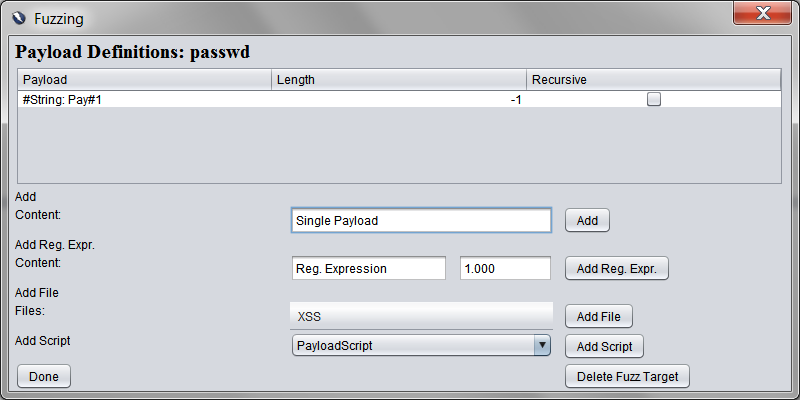 Fuzzing
Payload Definitions: passwd
Payload Length Recursive
#String: Pay#1 -1
Add
Content: Single Payload Add
Add Reg. Expr.
Content: Reg. Expression 1.000 Add Reg. Expr.
Add File
Files: XSS Add File
Add Script PayloadScript Add Script
Done Delete Fuzz Target